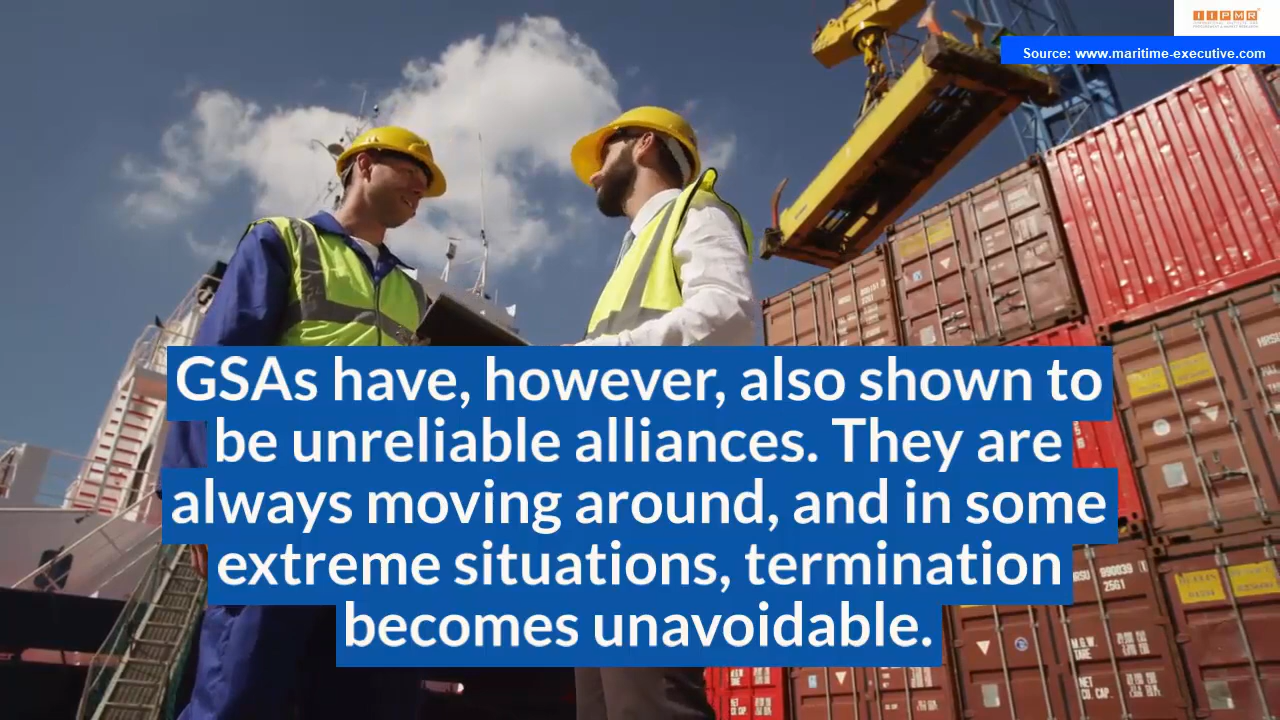 IIPMR
Source: www.maritime-executive.com
GSAs have, however, also shown to
be unreliable alliances. They are
always moving around, and in some
extreme situations, termination
becomes unavoidable.